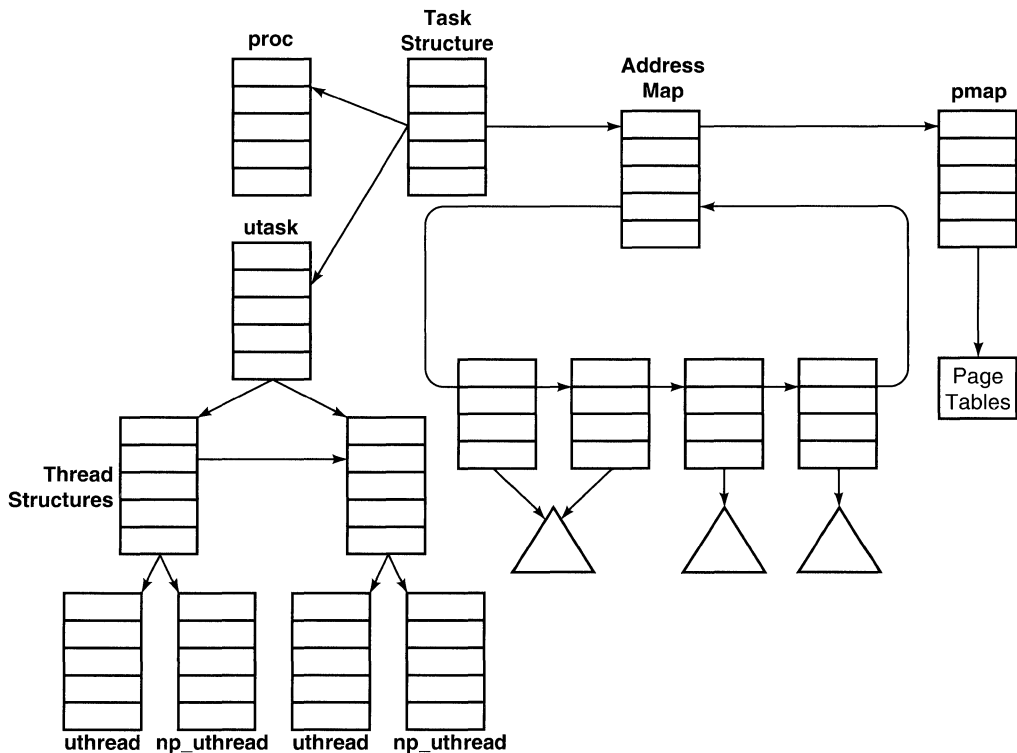 Task
Structure
proc
Address
Map
pmap
utask
Page
Tables
Thread
Structures
uthread
np_uthread
uthread
np_uthread